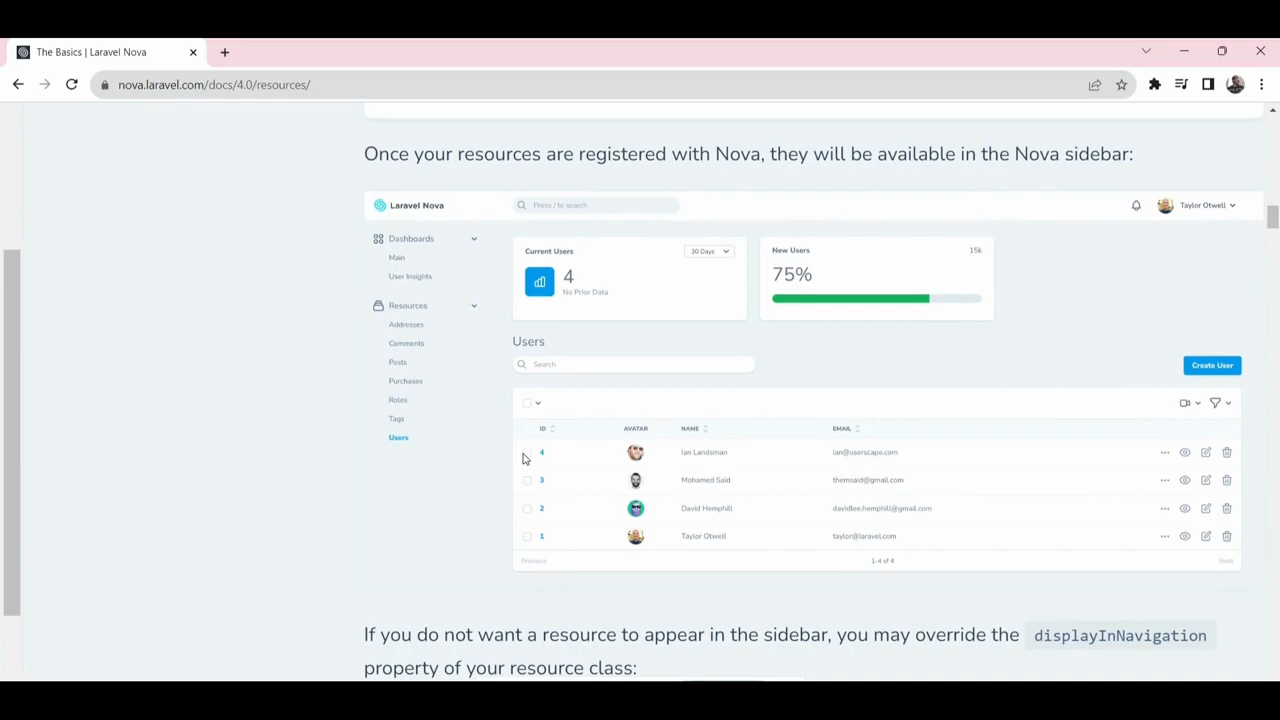 The Basics | Laravel Nova
nova.laravel.com/docs/4.0/resources/
Once your resources are registered with Nova, they will be available in the Nova sidebar:
Laravel Nova
Press / to search
Taylor Otwell
Dashboards
Main
User Insights
Resources
Addresses
Comments
Posts
Purchases
Roles
Tags
Users
Current Users
30 Days
4
No Prior Data
New Users
15k
75%
Users
Search
Create User
ID AVATAR NAME EMAIL
4 Ian Landsman ian@userscape.com
3 Mohamed Said themsaid@gmail.com
2 David Hemphill davidlee.hemphill@gmail.com
1 Taylor Otwell taylor@laravel.com
Previous 1-4 of 4 Next
If you do not want a resource to appear in the sidebar, you may override the displayInNavigation
property of your resource class: